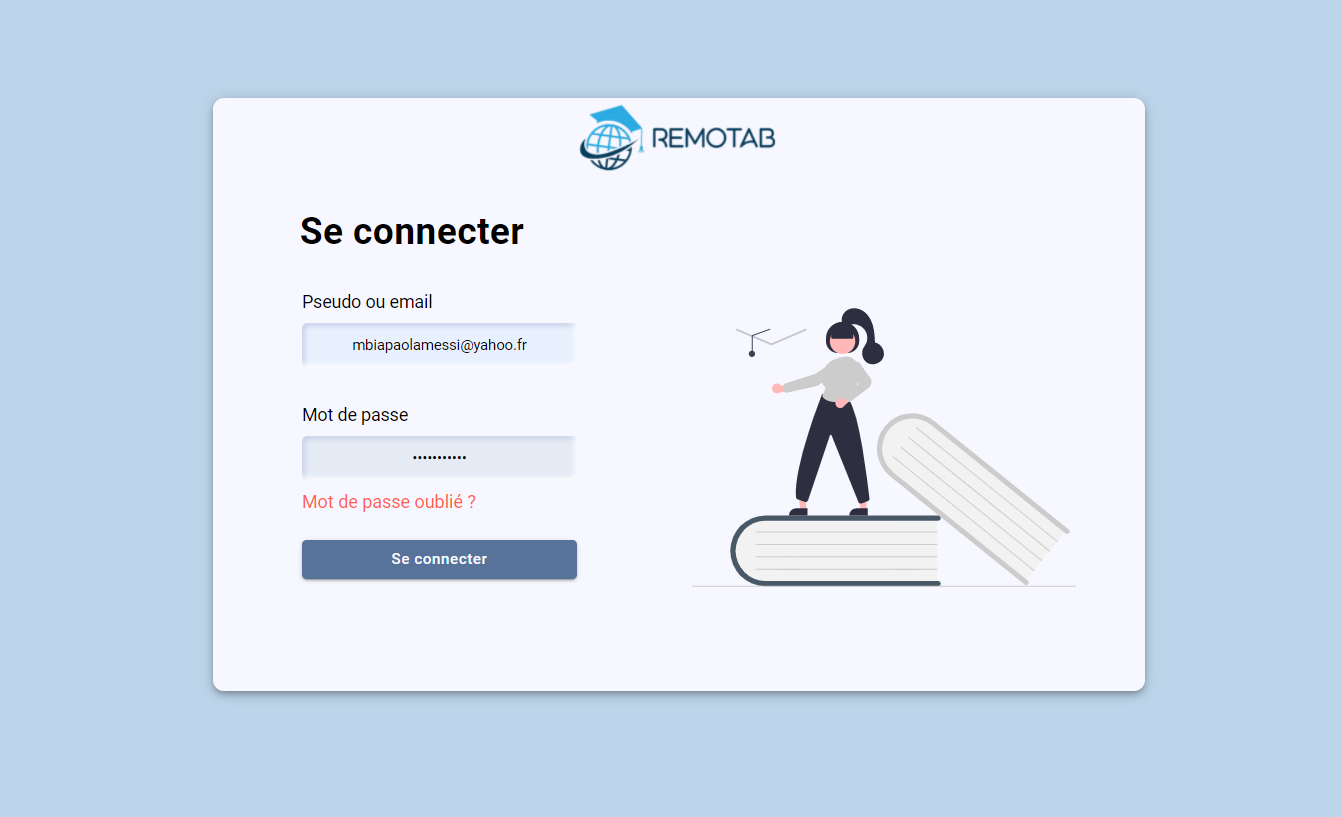 REMOTAB
Se connecter
Pseudo ou email
mbiapaolamessi@yahoo.fr
Mot de passe
•••••••••••
Mot de passe oublié ?
Se connecter